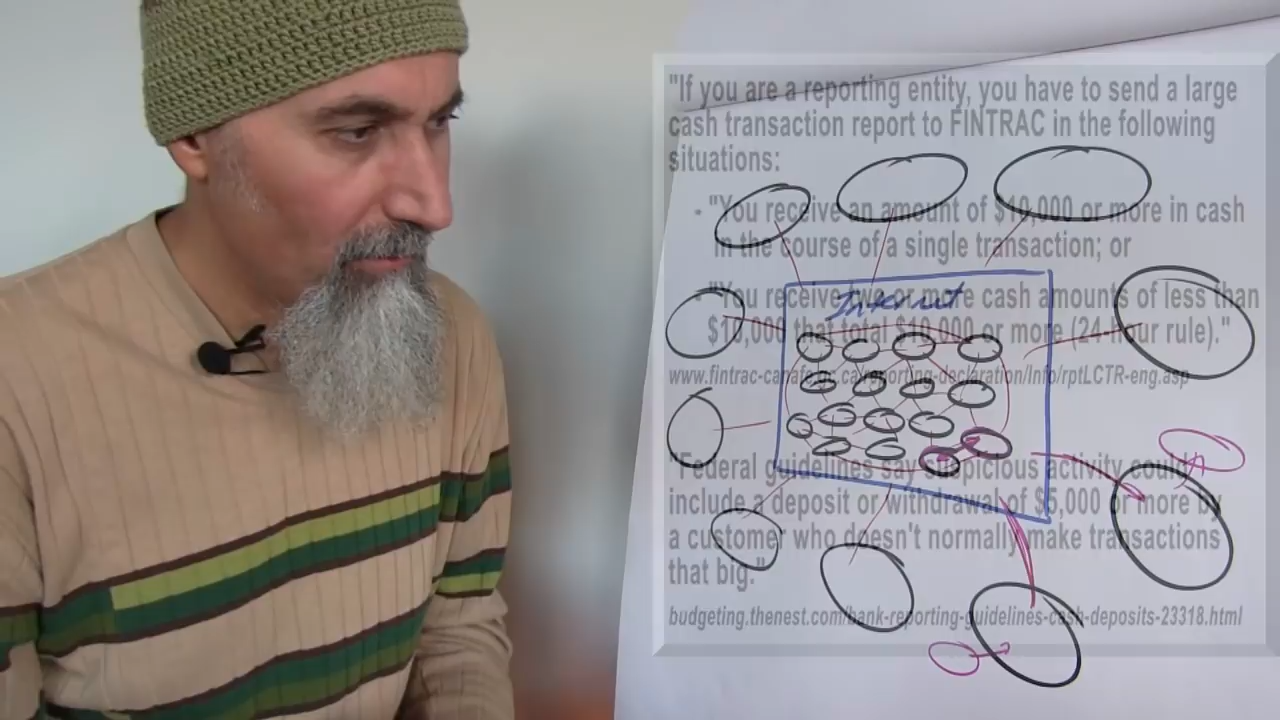 "If you are a reporting entity, you have to send a large
cash transaction report to FINTRAC in the following
situations:
- "You receive an amount of $10,000 or more in cash
in the course of a single transaction; or
- "You receive two or more cash amounts of less than
$10,000 that total $10,000 or more (24-hour rule)."
Internet
www.fintrac-canafe.gc.ca/reporting-declaration/Info/rptLCTR-eng.asp
"Federal guidelines say suspicious activity could
include a deposit or withdrawal of $5,000 or more by
a customer who doesn't normally make transactions
that big."
budgeting.thenest.com/bank-reporting-guidelines-cash-deposits-23318.html